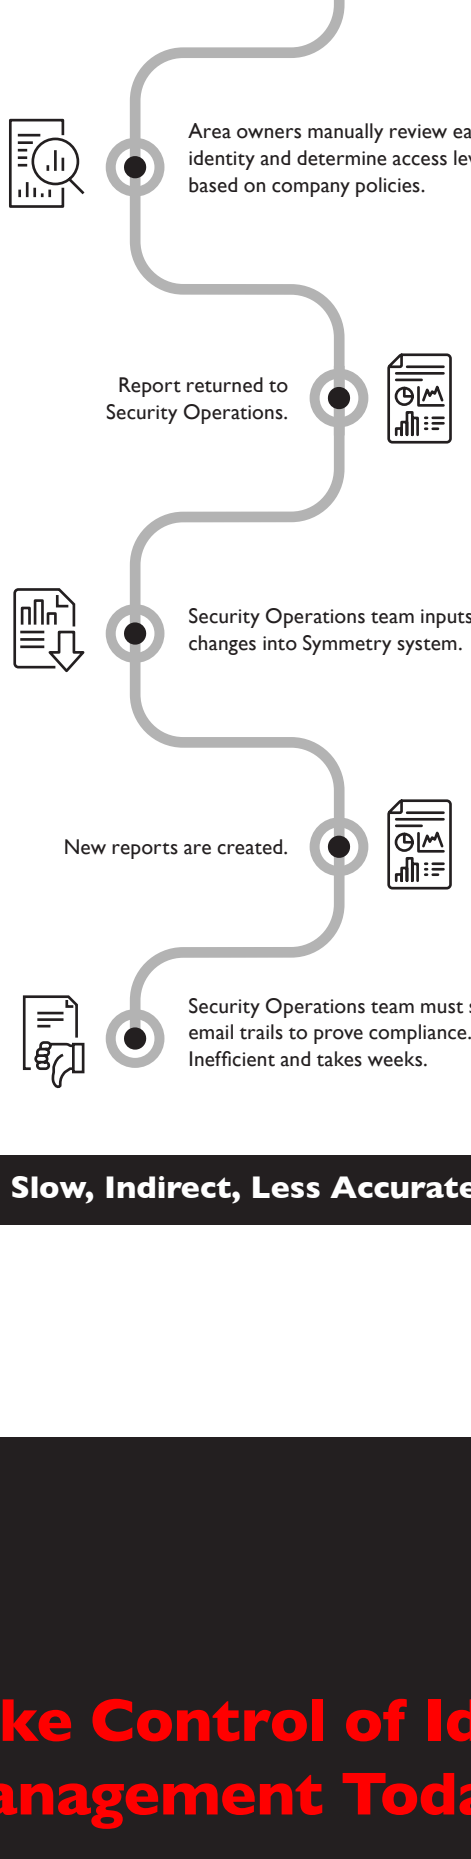 Area owners manually review ea
identity and determine access lev
based on company policies.
Report returned to
Security Operations.
Security Operations team inputs
changes into Symmetry system.
New reports are created.
Security Operations team must s
email trails to prove compliance.
Inefficient and takes weeks.
Slow, Indirect, Less Accurate
ke Control of Id
anagement Toda